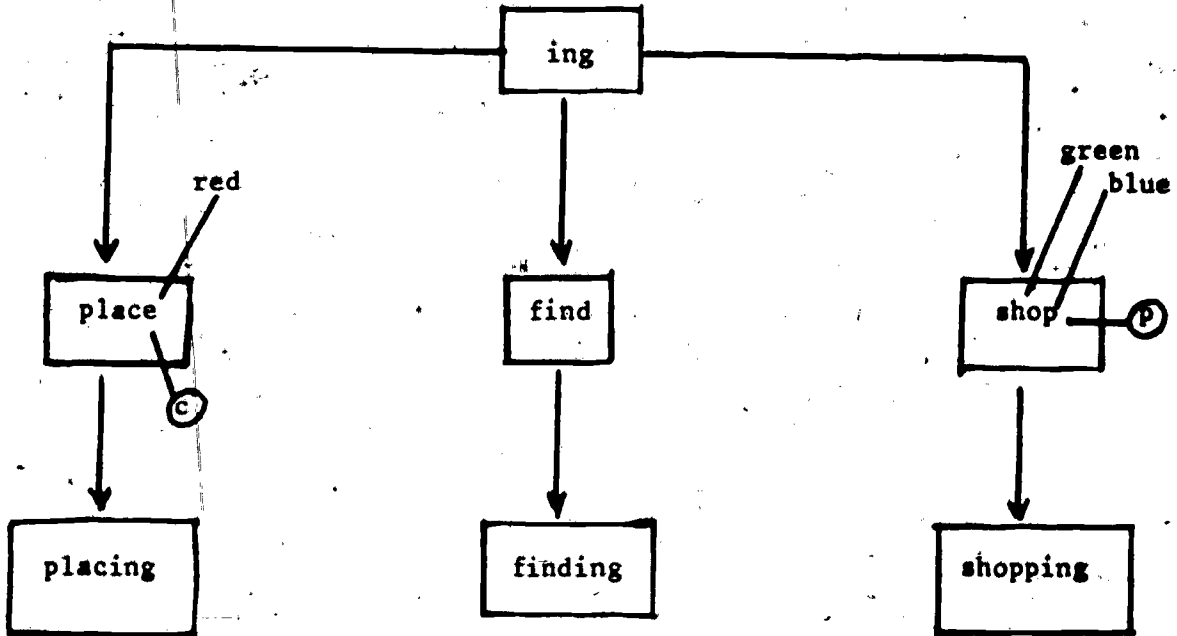 ing
green
red
blue
place
find
shop
p
c
placing
finding
shopping